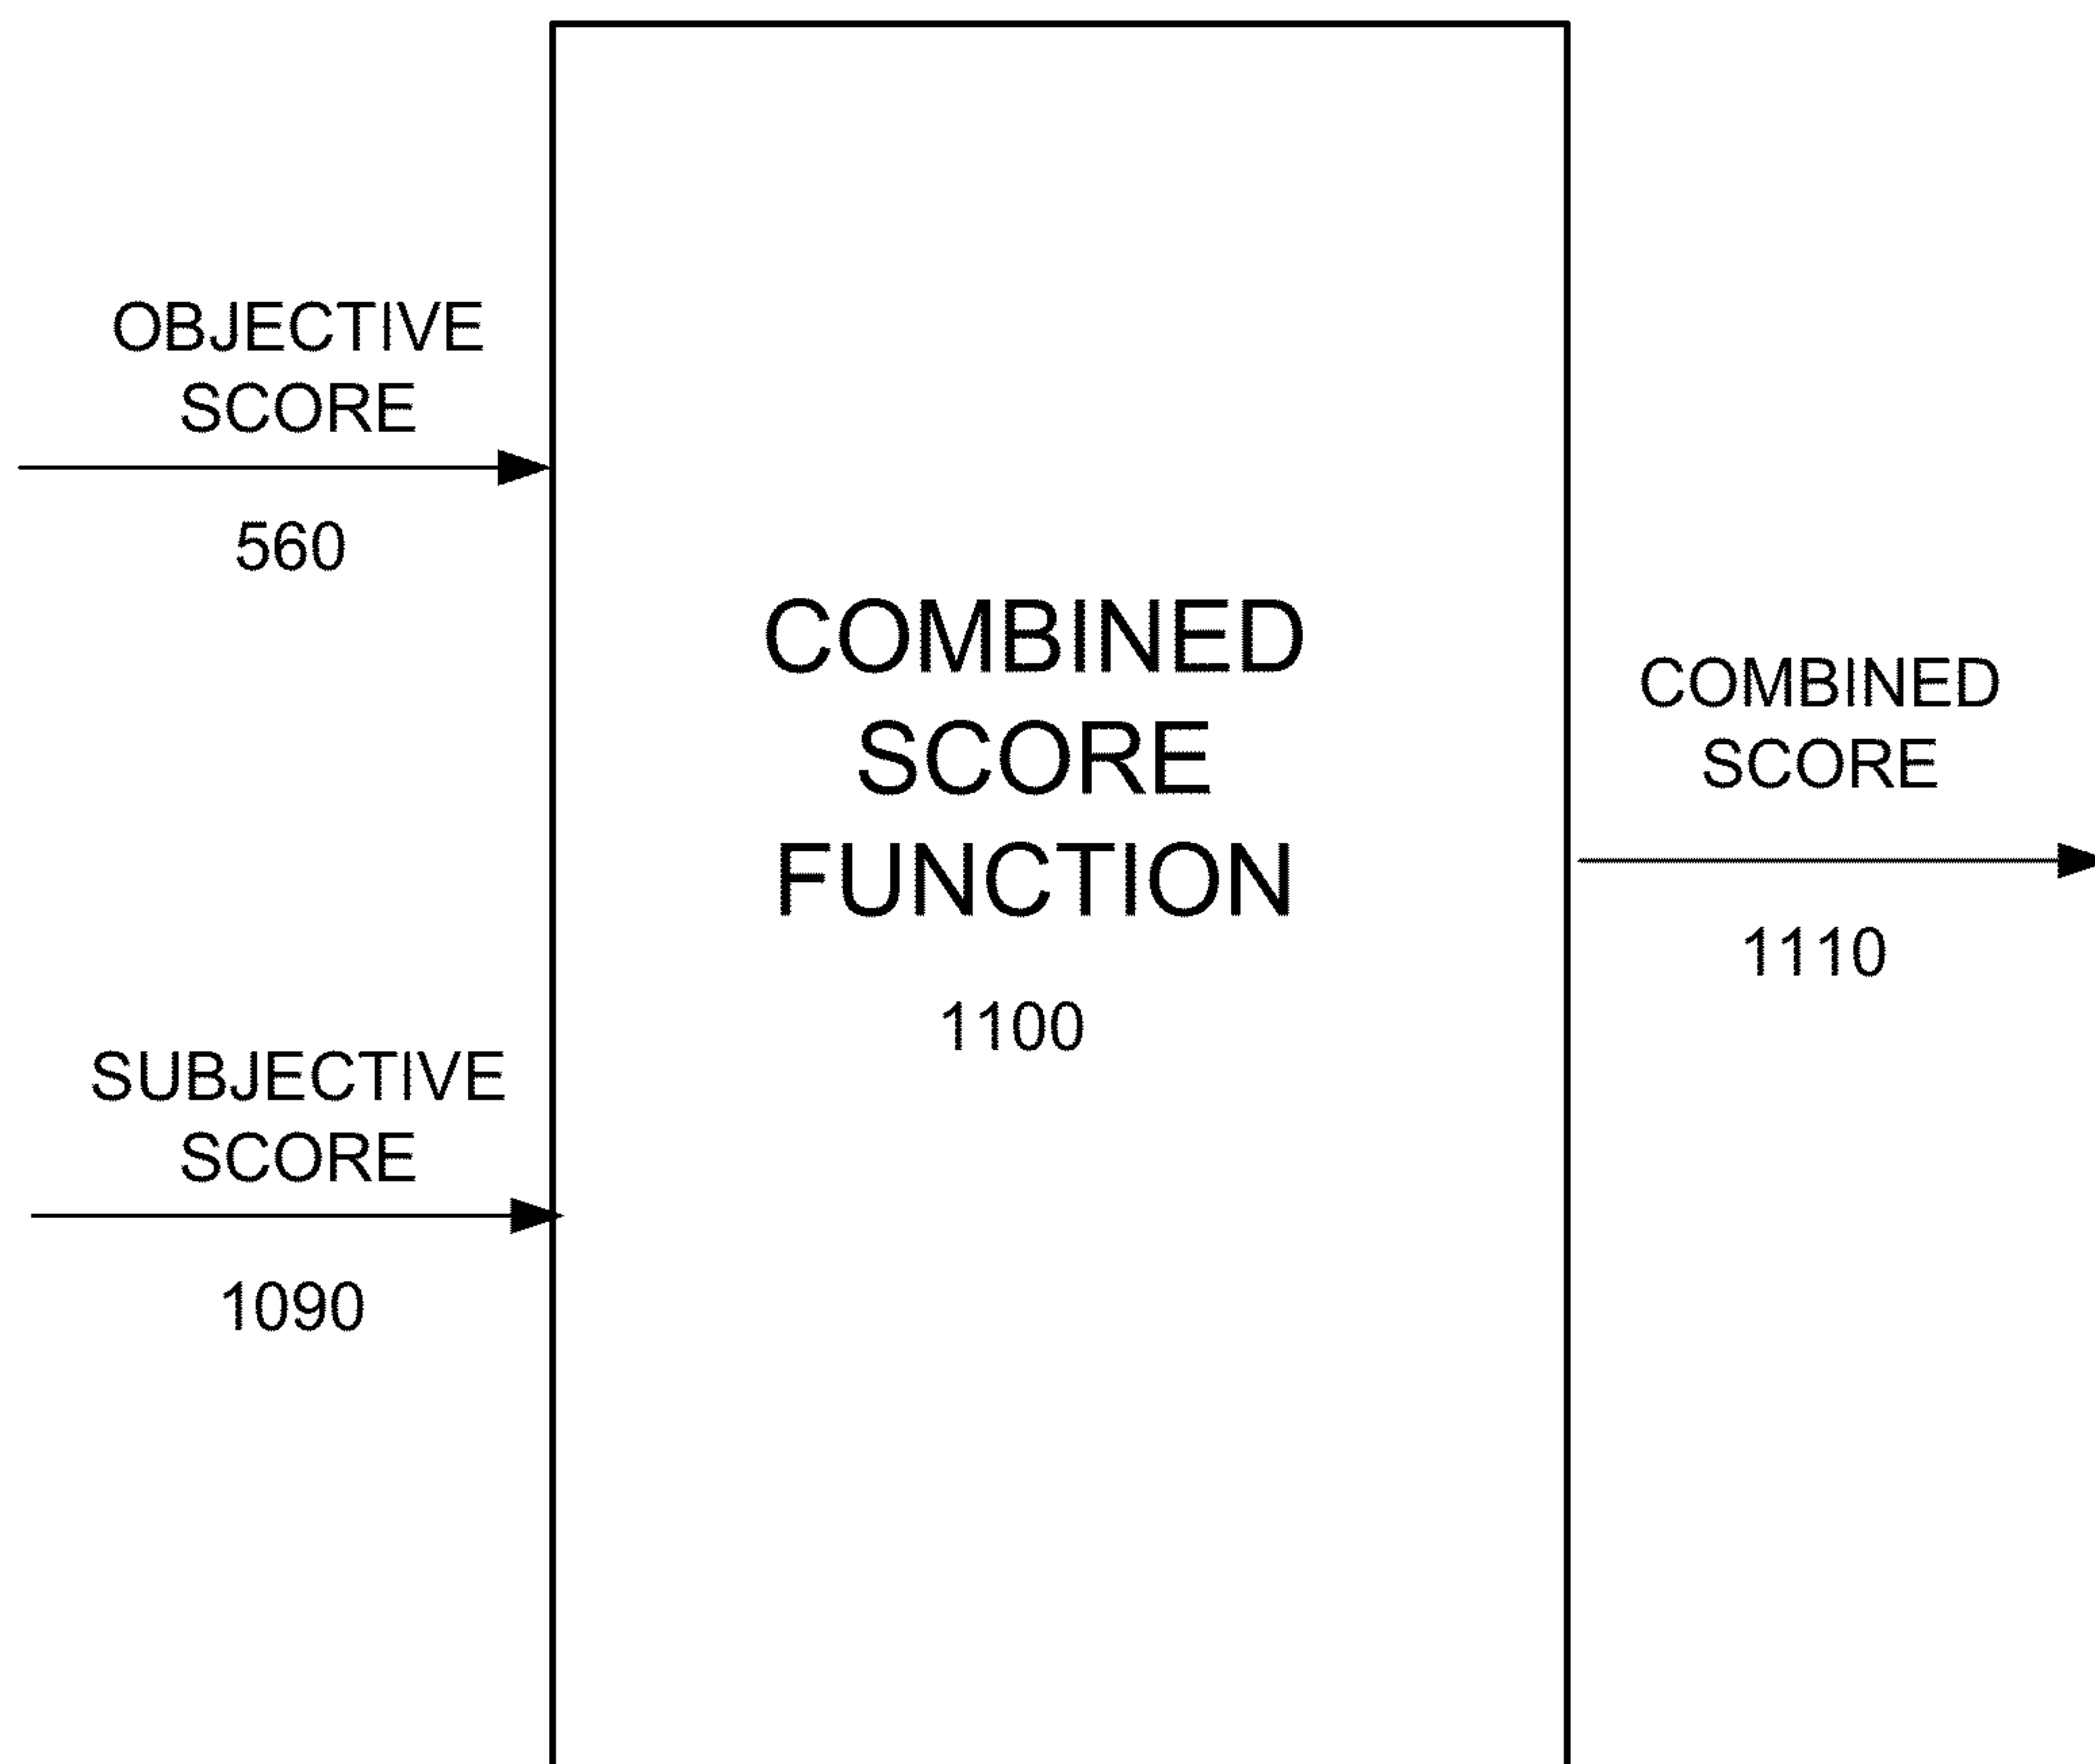 OBJECTIVE
SCORE
560
SUBJECTIVE
SCORE
1090
COMBINED
SCORE
FUNCTION
1100
COMBINED
SCORE
1110